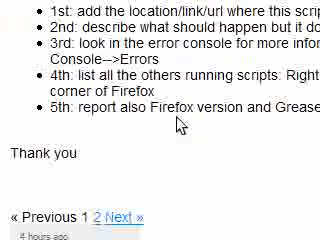 • 1st: add the location/link/url where this scri
• 2nd: describe what should happen but it do
• 3rd: look in the error console for more infor
Console-->Errors
• 4th: list all the others running scripts: Right
corner of Firefox
• 5th: report also Firefox version and Grease
Thank you
« Previous 1 2 Next »
4 hours ago